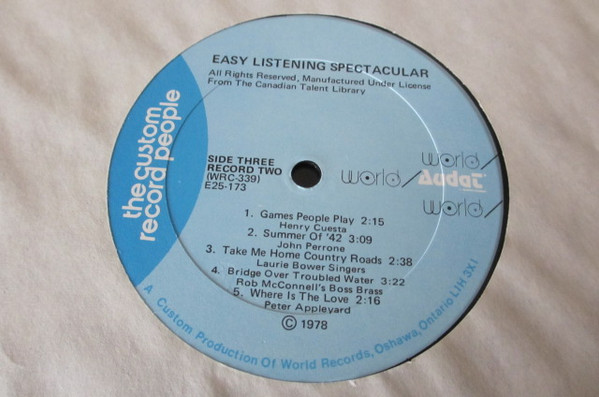 EASY LISTENING SPECTACULAR
All Rights Reserved, Manufactured Under License
From The Canadian Talent Library
the custom
record people
SIDE THREE
RECORD TWO
(WRC-339)
E25-173
world
world
Audat
world
1. Games People Play 2:15
Henry Cuesta
2. Summer Of '42 3:09
John Perrone
3. Take Me Home Country Roads 2:38
Laurie Bower Singers
4. Bridge Over Troubled Water 3:22
Rob McConnell's Boss Brass
5. Where Is The Love 2:16
Peter Appleyard
© 1978
A Custom Production Of World Records, Oshawa, Ontario L1H 3X1